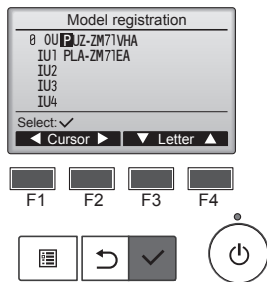 Model registration
0 OU PUZ-ZM71VHA
IU1 PLA-ZM71EA
IU2
IU3
IU4
Select:✓
◀ Cursor ▶ ▼ Letter ▲
F1 F2 F3 F4